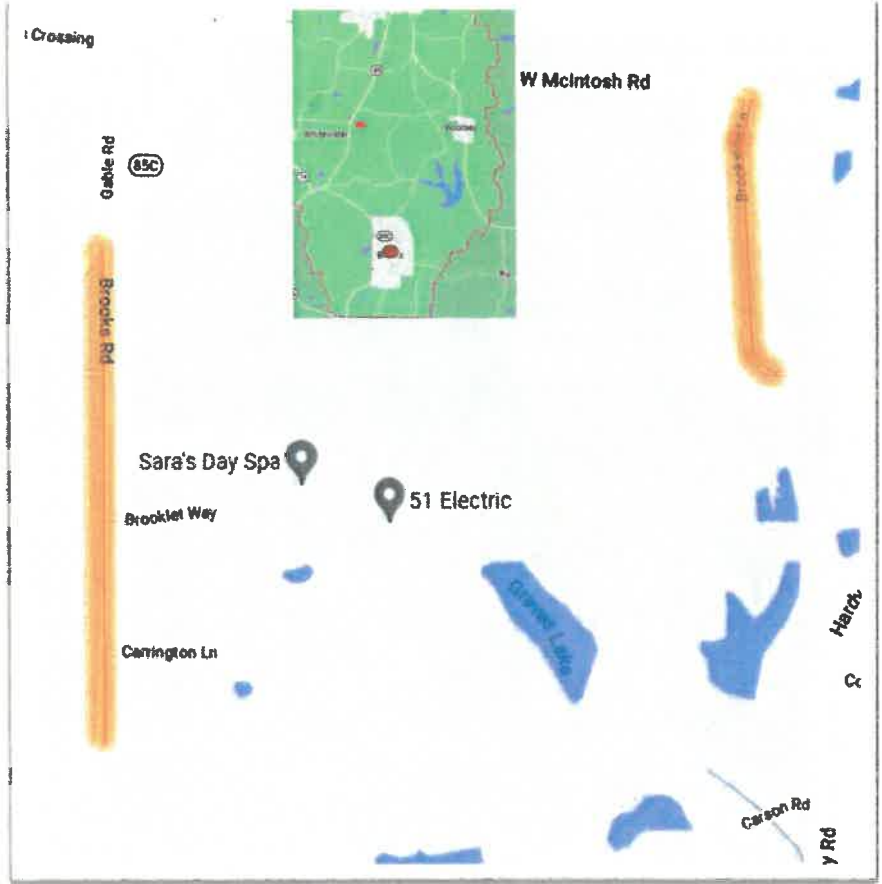 Crossing
W McIntosh Rd
Gable Rd
85C
Brooks Rd
Sara's Day Spa
51 Electric
Brooklet Way
Graves Lake
Carrington Ln
Carson Rd
y Rd